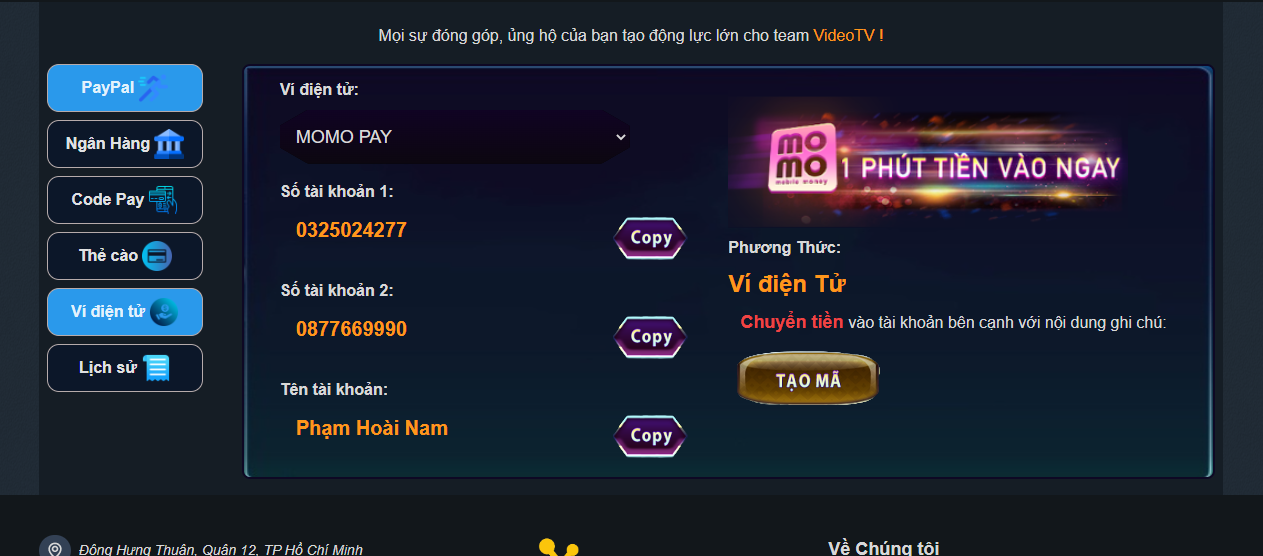 Mọi sự đóng góp, ủng hộ của bạn tạo động lực lớn cho team VideoTV !
PayPal
Ngân Hàng
Code Pay
Thẻ cào
Ví điện tử
Lịch sử
Ví điện tử:
MOMO PAY
Số tài khoản 1:
0325024277
Copy
Số tài khoản 2:
0877669990
Copy
Tên tài khoản:
Phạm Hoài Nam
Copy
mo
mo
mobile money
1 PHÚT TIỀN VÀO NGAY
Phương Thức:
Ví điện Tử
Chuyển tiền vào tài khoản bên cạnh với nội dung ghi chú:
TẠO MÃ
Đông Hưng Thuận, Quận 12, TP Hồ Chí Minh
Về Chúng tôi